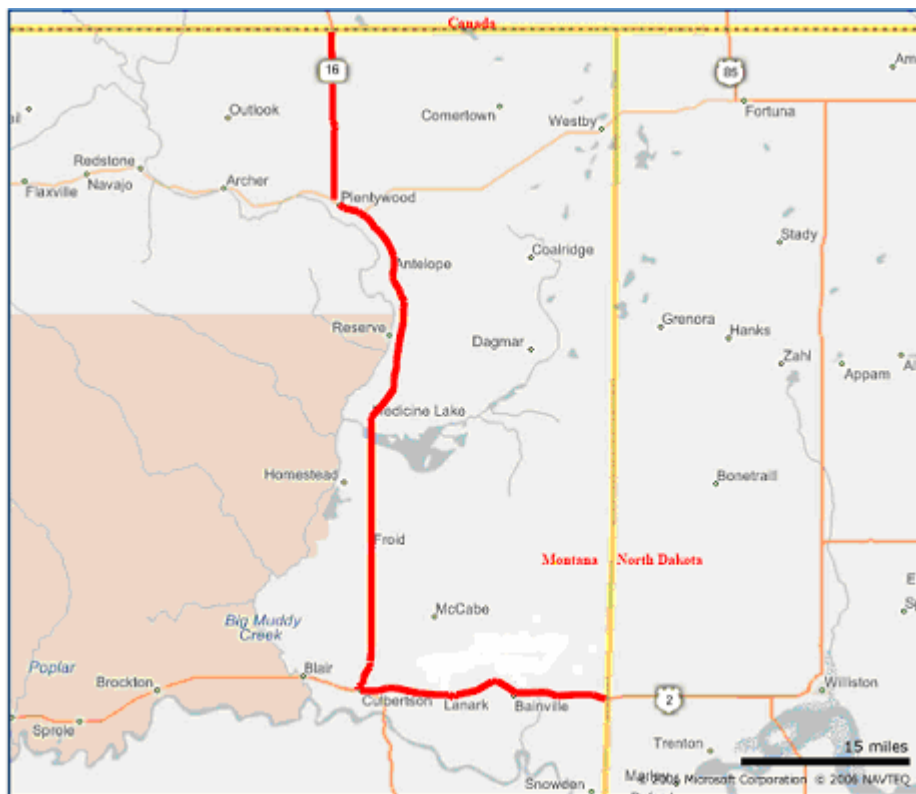 Canada
16
85
Am
Outlook
Comertown
Fortuna
Westby
Redstone
Navajo
Flaxville
Archer
Plentywood
Stady
Coalridge
Antelope
Reserve
Grenora
Hanks
Dagmar
Zahl
Appam
Medicine Lake
Homestead
Bonetraill
Froid
Montana
North Dakota
McCabe
Big Muddy
Creek
Poplar
Blair
Brockton
Culbertson
Lanark
Bainville
2
Williston
Sprole
Trenton
15 miles
Snowden
Microsoft Corporation © 2006 NAVTEQ